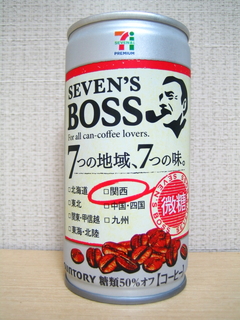 SEVEN'S
BOSS
For all can-coffee lovers.
7つの地域、7つの味。
□北海道 □関西
□東北 □中国・四国
□関東・甲信越 □九州
□東海・北陸
微糖
SUNTORY 糖類50%オフ【コーヒー】